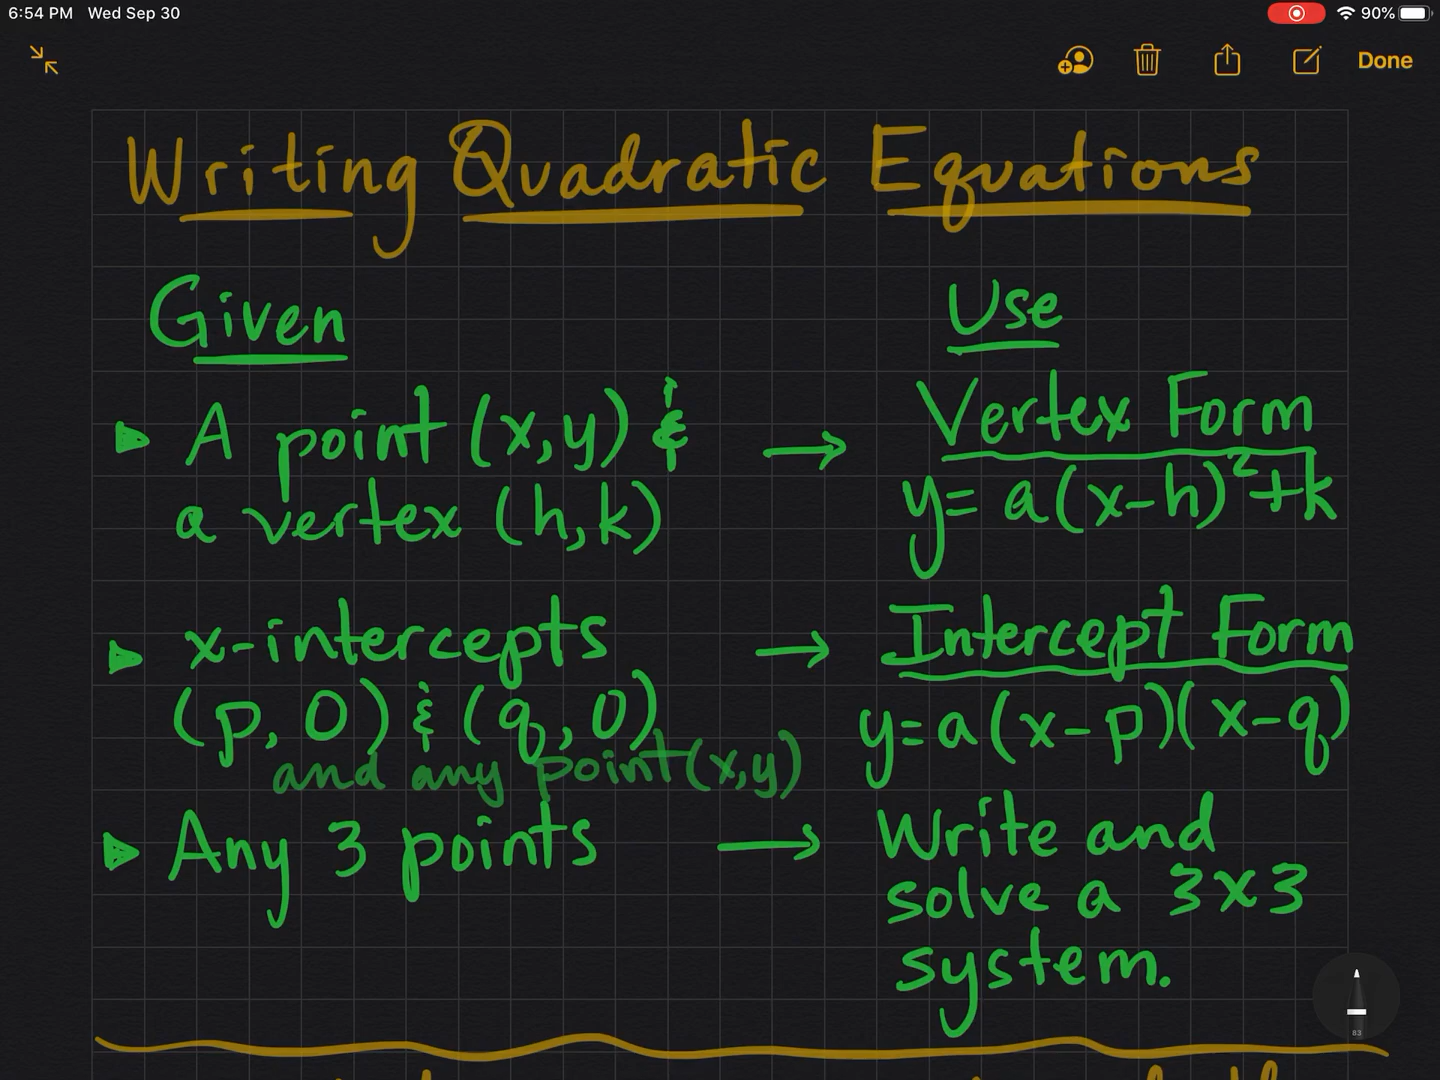 6:54 PM Wed Sep 30
90%
Done
Writing Quadratic Equations
Given
Use
A point (x,y) &
a vertex (h,k)
→ Vertex Form
y= a(x-h)²+k
x-intercepts
(p, 0) & (q, 0)
and any point (x,y)
→ Intercept Form
y=a(x-p)(x-q)
Any 3 points
→ Write and
solve a 3x3
system.
83